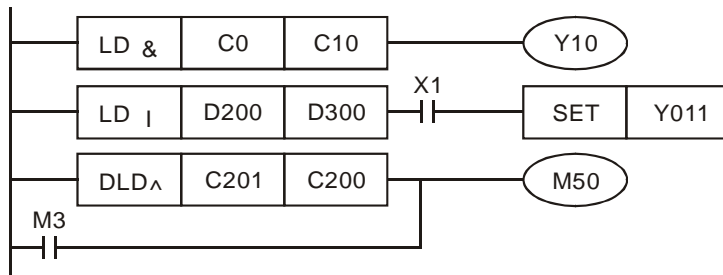 LD & C0 C10 Y10
X1
LD | D200 D300 SET Y011
DLD^ C201 C200 M50
M3